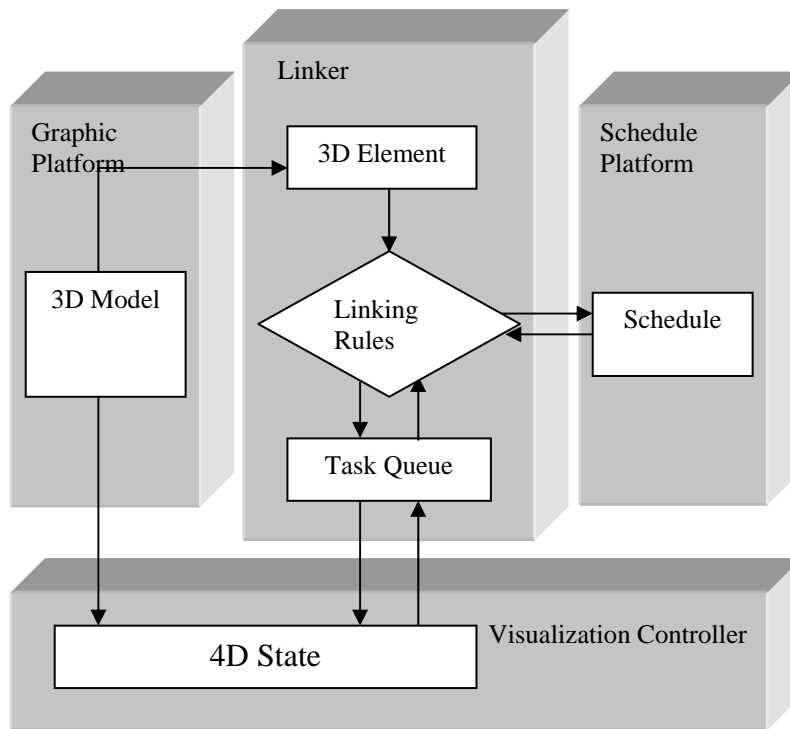 Linker
Graphic
Platform
3D Element
Schedule
Platform
3D Model
Linking
Rules
Schedule
Task Queue
Visualization Controller
4D State